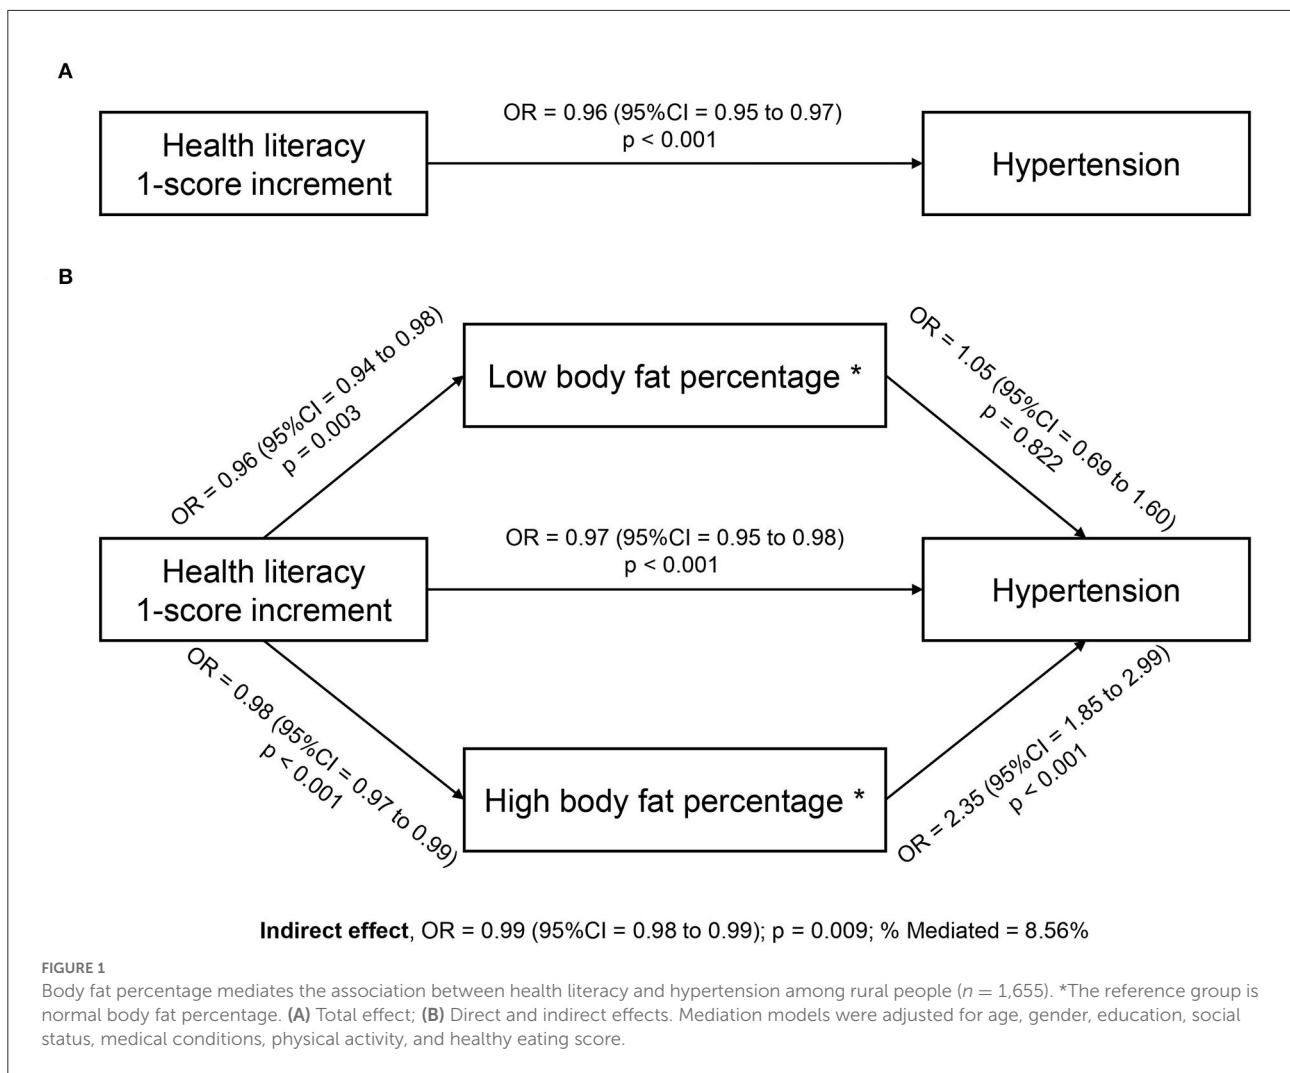 A
Health literacy
1-score increment
OR = 0.96 (95%CI = 0.95 to 0.97)
p < 0.001
Hypertension
B
OR = 0.96 (95%CI = 0.94 to 0.98)
p = 0.003
Low body fat percentage *
OR = 1.05 (95%CI = 0.69 to 1.60)
p = 0.822
Health literacy
1-score increment
OR = 0.97 (95%CI = 0.95 to 0.98)
p < 0.001
Hypertension
OR = 0.98 (95%CI = 0.97 to 0.99)
p < 0.001
High body fat percentage *
OR = 2.35 (95%CI = 1.85 to 2.99)
p < 0.001
Indirect effect, OR = 0.99 (95%CI = 0.98 to 0.99); p = 0.009; % Mediated = 8.56%
FIGURE 1
Body fat percentage mediates the association between health literacy and hypertension among rural people (n = 1,655). *The reference group is
normal body fat percentage. (A) Total effect; (B) Direct and indirect effects. Mediation models were adjusted for age, gender, education, social
status, medical conditions, physical activity, and healthy eating score.